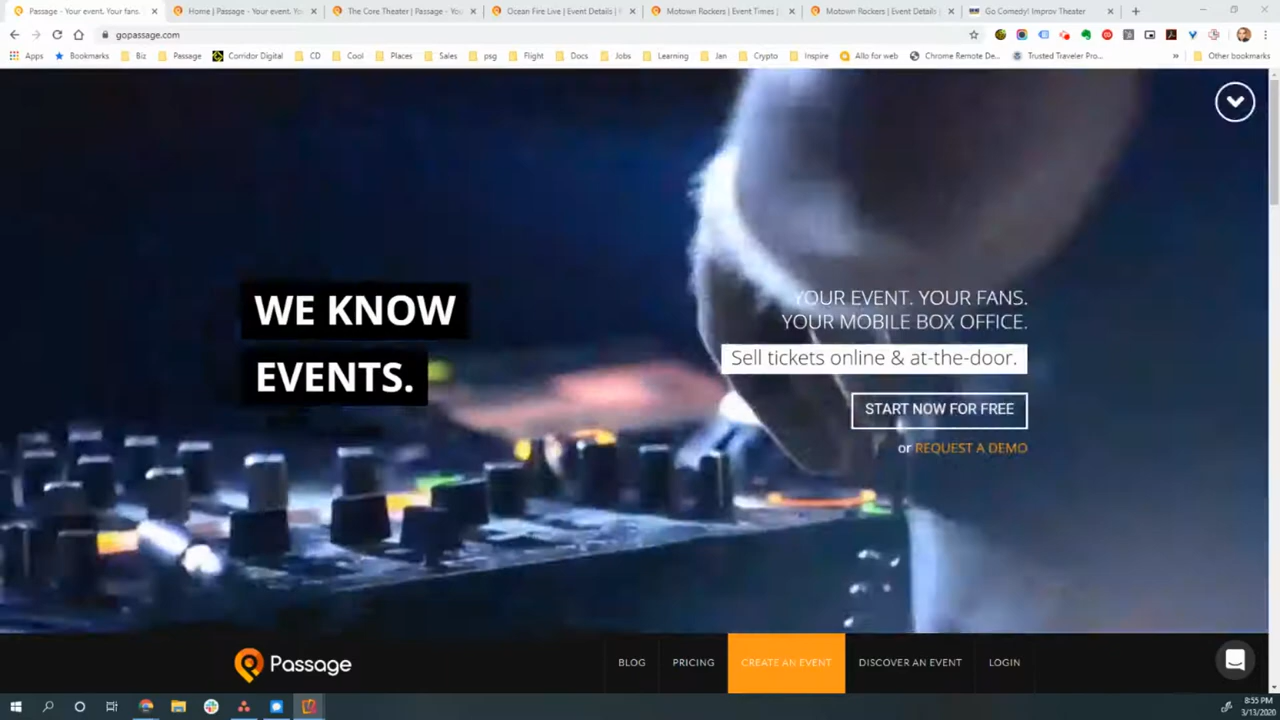 Passage - Your event. Your fans.
Home | Passage - Your event. Yo
The Core Theater | Passage - You
Ocean Fire Live | Event Details |
Motown Rockers | Event Times |
Motown Rockers | Event Details |
Go Comedy! Improv Theater
gopassage.com
Apps
Bookmarks
Biz
Passage
Corridor Digital
CD
Cool
Places
Sales
psg
Flight
Docs
Jobs
Learning
Jan
Crypto
Inspire
Allo for web
Chrome Remote De...
Trusted Traveler Pro...
»
Other bookmarks
WE KNOW
EVENTS.
YOUR EVENT. YOUR FANS.
YOUR MOBILE BOX OFFICE.
Sell tickets online & at-the-door.
START NOW FOR FREE
or REQUEST A DEMO
Passage
BLOG
PRICING
CREATE AN EVENT
DISCOVER AN EVENT
LOGIN
8:55 PM
3/13/2020